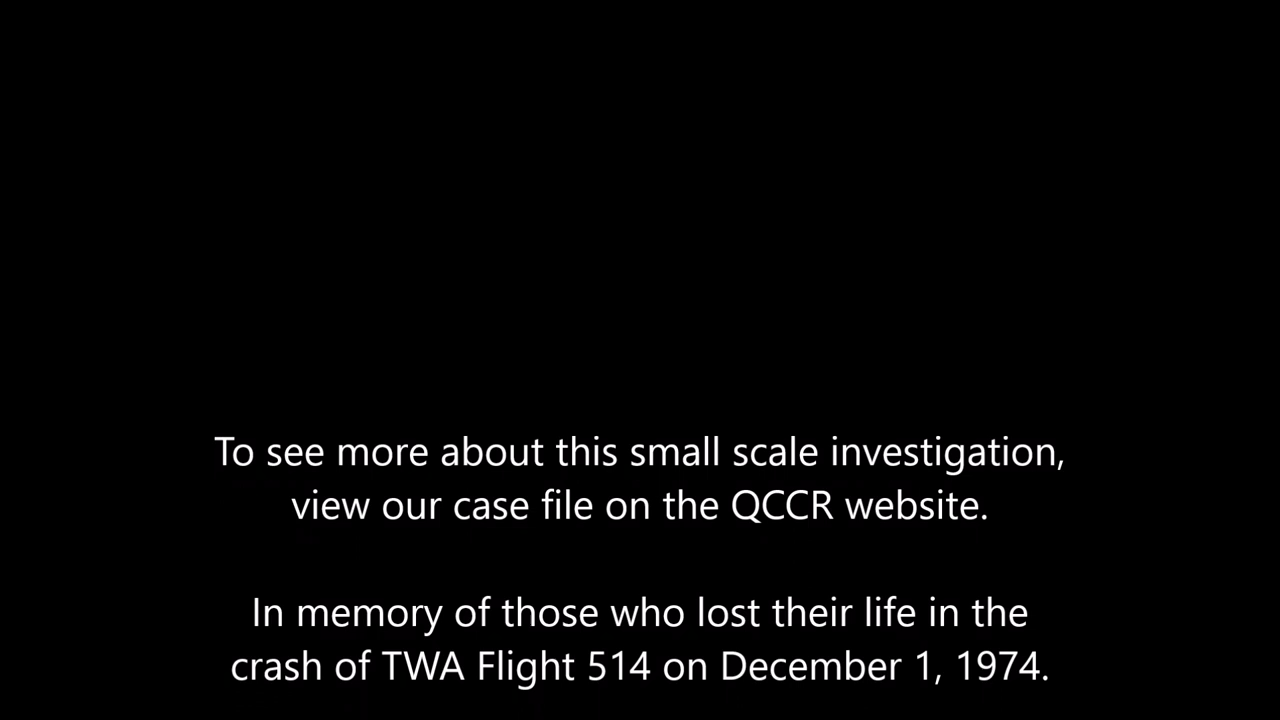 To see more about this small scale investigation,
view our case file on the QCCR website.
In memory of those who lost their life in the
crash of TWA Flight 514 on December 1, 1974.